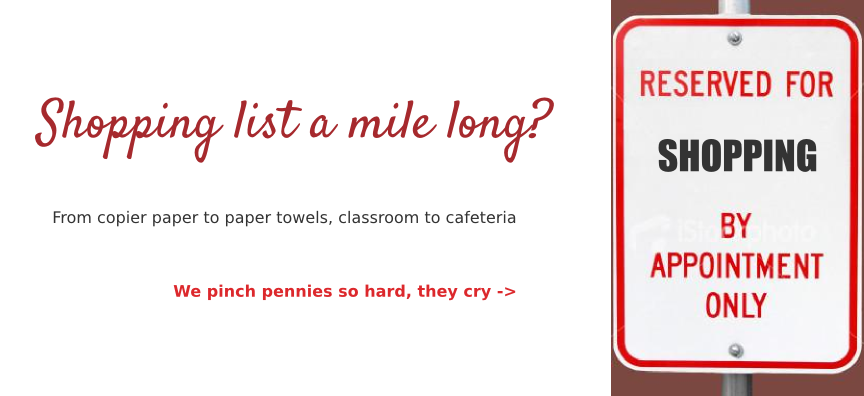 Shopping list a mile long?
From copier paper to paper towels, classroom to cafeteria
We pinch pennies so hard, they cry ->
RESERVED FOR
SHOPPING
BY
iStockphoto
APPOINTMENT
ONLY